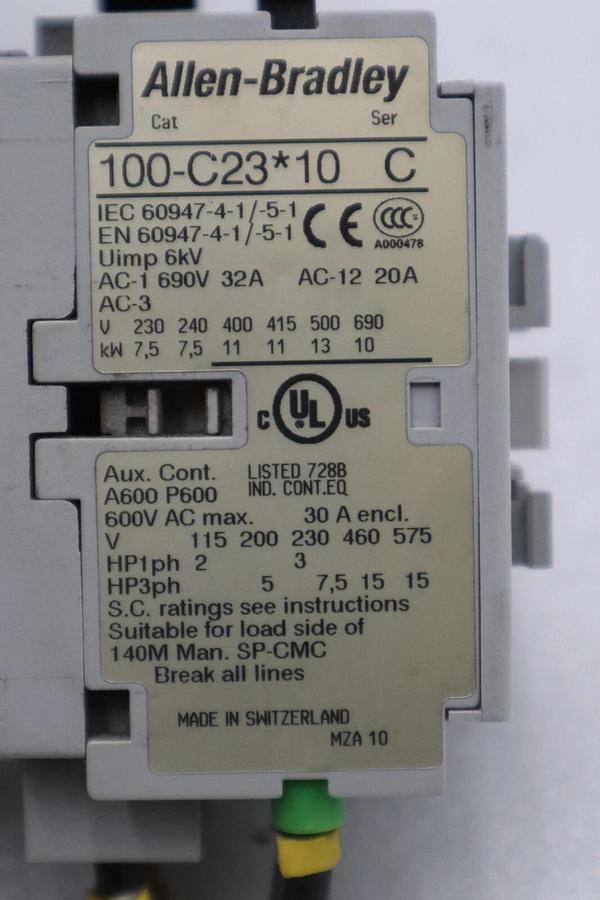 Allen-Bradley
Cat Ser
100-C23*10 C
IEC 60947-4-1/-5-1
EN 60947-4-1/-5-1
CE
CCC S
A000478
Uimp 6kV
AC-1 690V 32A AC-12 20A
AC-3
V 230 240 400 415 500 690
kW 7,5 7,5 11 11 13 10
C UL US
Aux. Cont. LISTED 728B
A600 P600 IND. CONT.EQ
600V AC max. 30 A encl.
V 115 200 230 460 575
HP1ph 2 3
HP3ph 5 7,5 15 15
S.C. ratings see instructions
Suitable for load side of
140M Man. SP-CMC
Break all lines
MADE IN SWITZERLAND
MZA 10